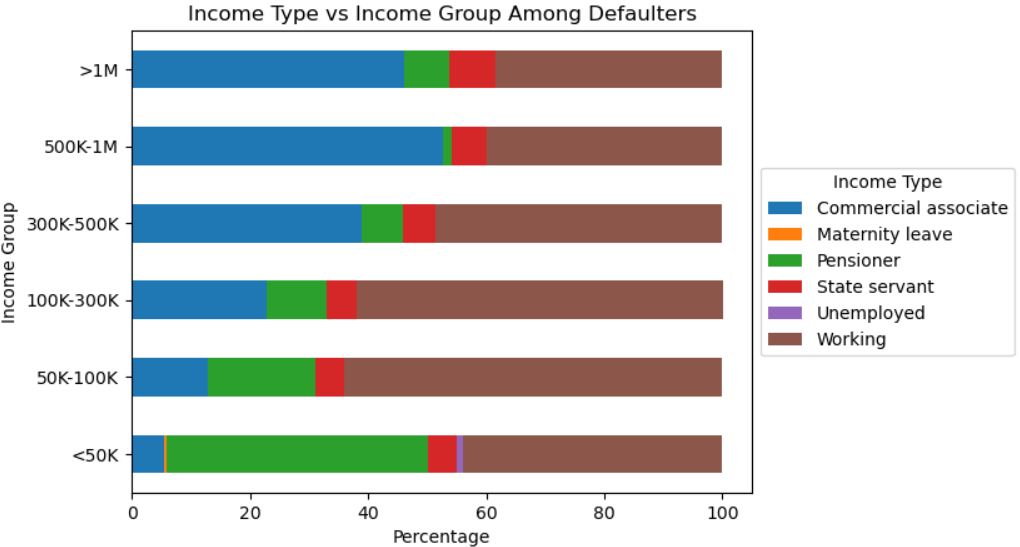 Income Type vs Income Group Among Defaulters
Income Group
>1M
500K-1M
300K-500K
100K-300K
50K-100K
<50K
0 20 40 60 80 100
Percentage
Income Type
Commercial associate
Maternity leave
Pensioner
State servant
Unemployed
Working